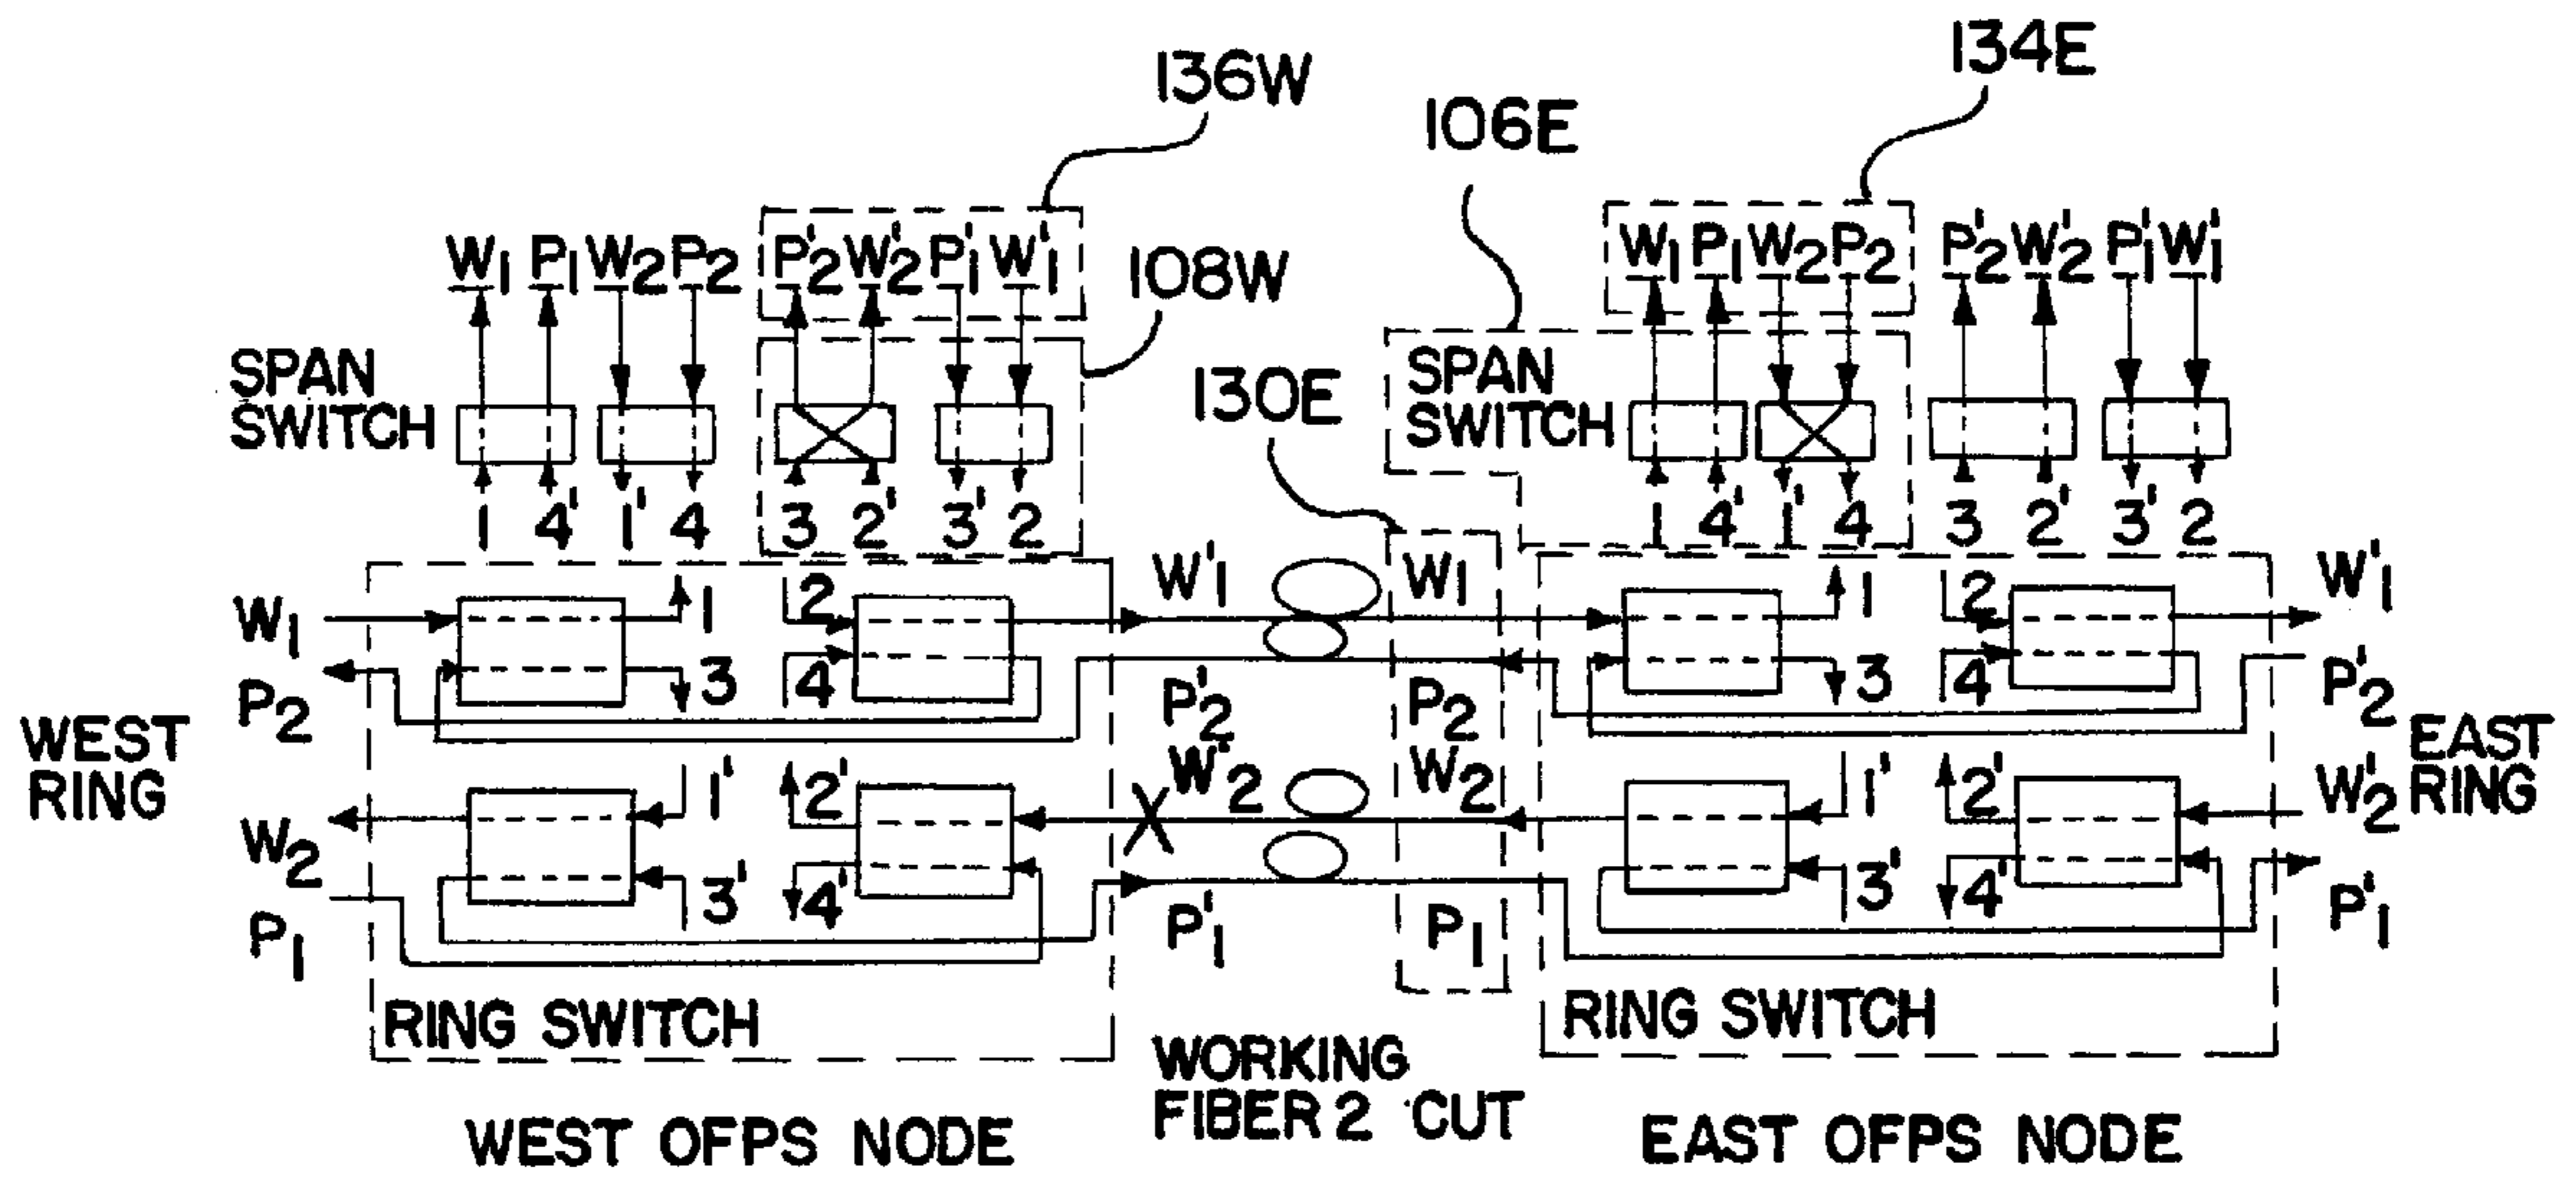 136W
134E
106E
W1 P1 W2 P2 P'2 W'2 P'1 W'1
W1 P1 W2 P2 P'2 W'2 P'1 W'1
108W
130E
SPAN
SWITCH
SPAN
SWITCH
1 4' 1' 4 3 2' 3' 2
1 4' 1' 4 3 2' 3' 2
W1 1 2 W'1 W1 1 2 W'1
P2 3 4 P'2 P2 3 4 P'2
WEST
RING
EAST
RING
W2 1' 2' X W'2 W2 1' 2' W'2
P1 3' 4' P'1 P1 3' 4' P'1
RING SWITCH
RING SWITCH
WORKING
FIBER 2 CUT
WEST OFPS NODE
EAST OFPS NODE